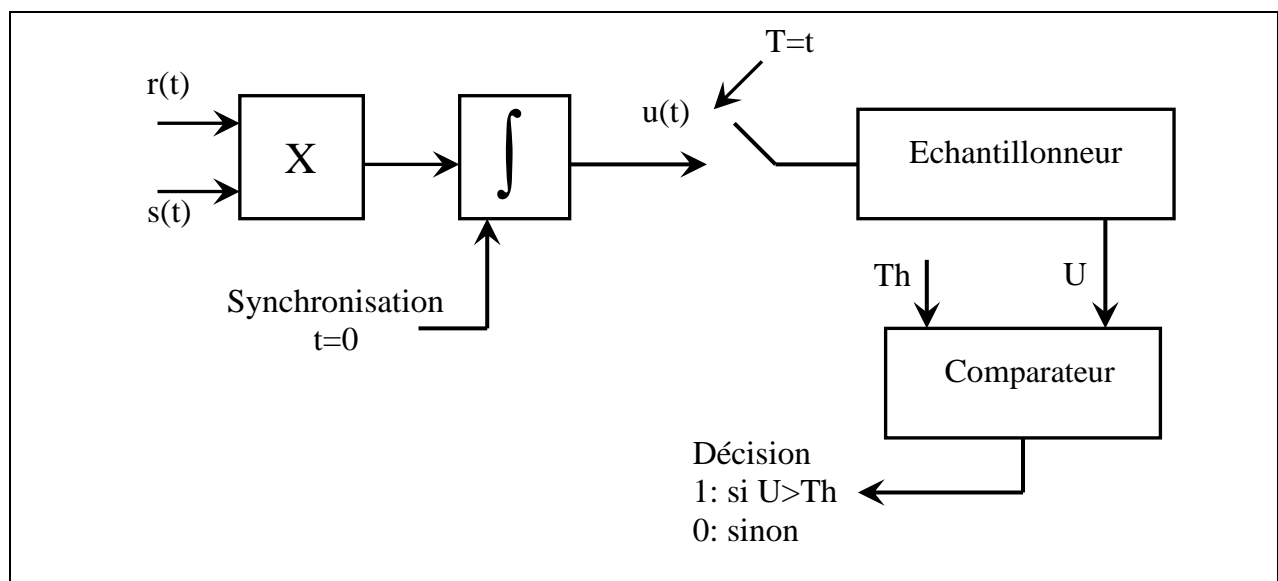 T=t
r(t)
u(t)
X
∫
Echantillonneur
s(t)
Th
U
Synchronisation
t=0
Comparateur
Décision
1: si U>Th
0: sinon